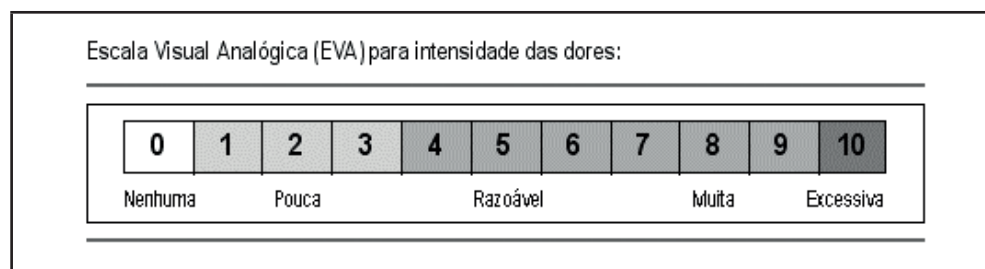 Escala Visual Analógica (EVA) para intensidade das dores:
0 1 2 3 4 5 6 7 8 9 10
Nenhuma Pouca Razoável Muita Excessiva